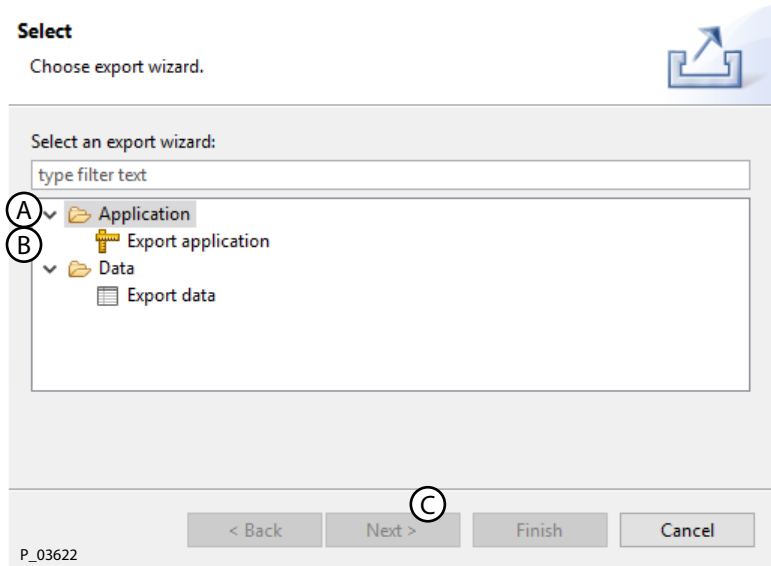 Select
Choose export wizard.
Select an export wizard:
type filter text
A Application
B Export application
Data
Export data
C
< Back Next > Finish Cancel
P_03622